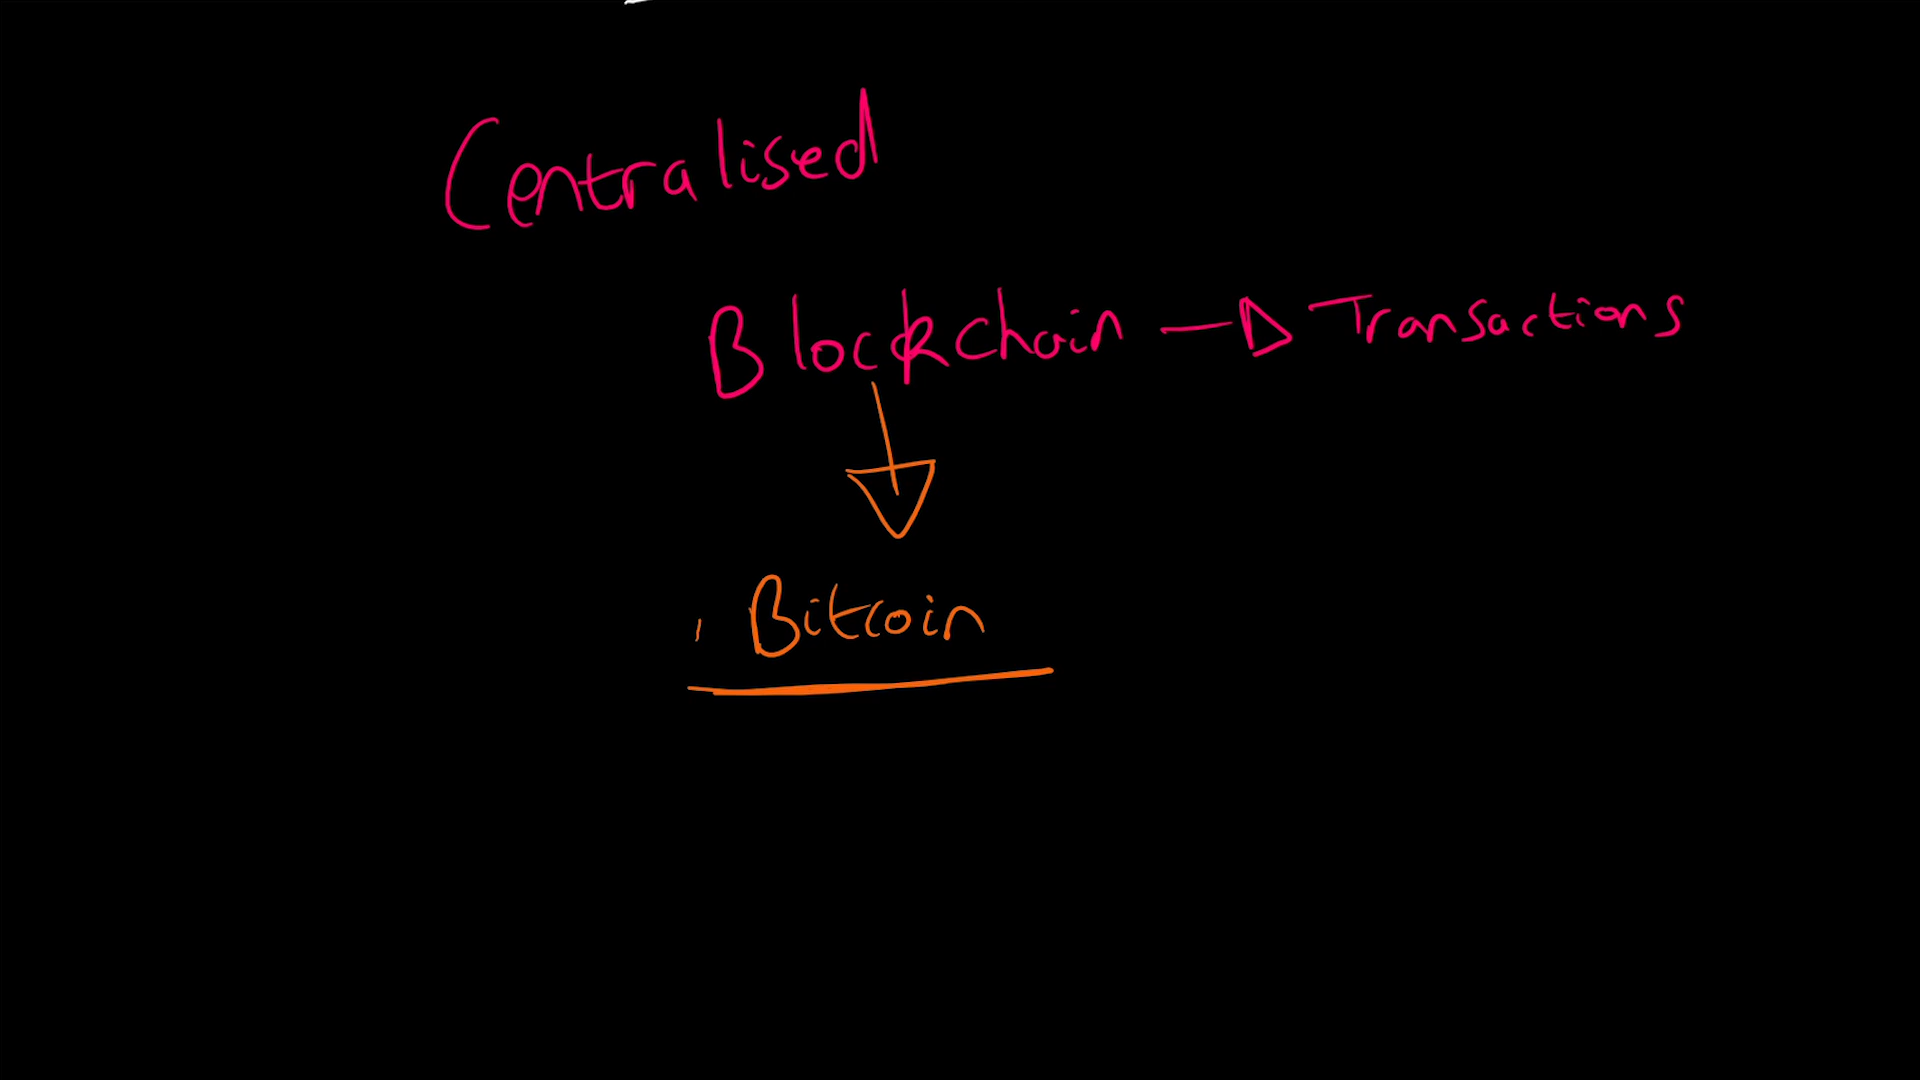 Centralised
Blockchain → Transactions
Bitcoin